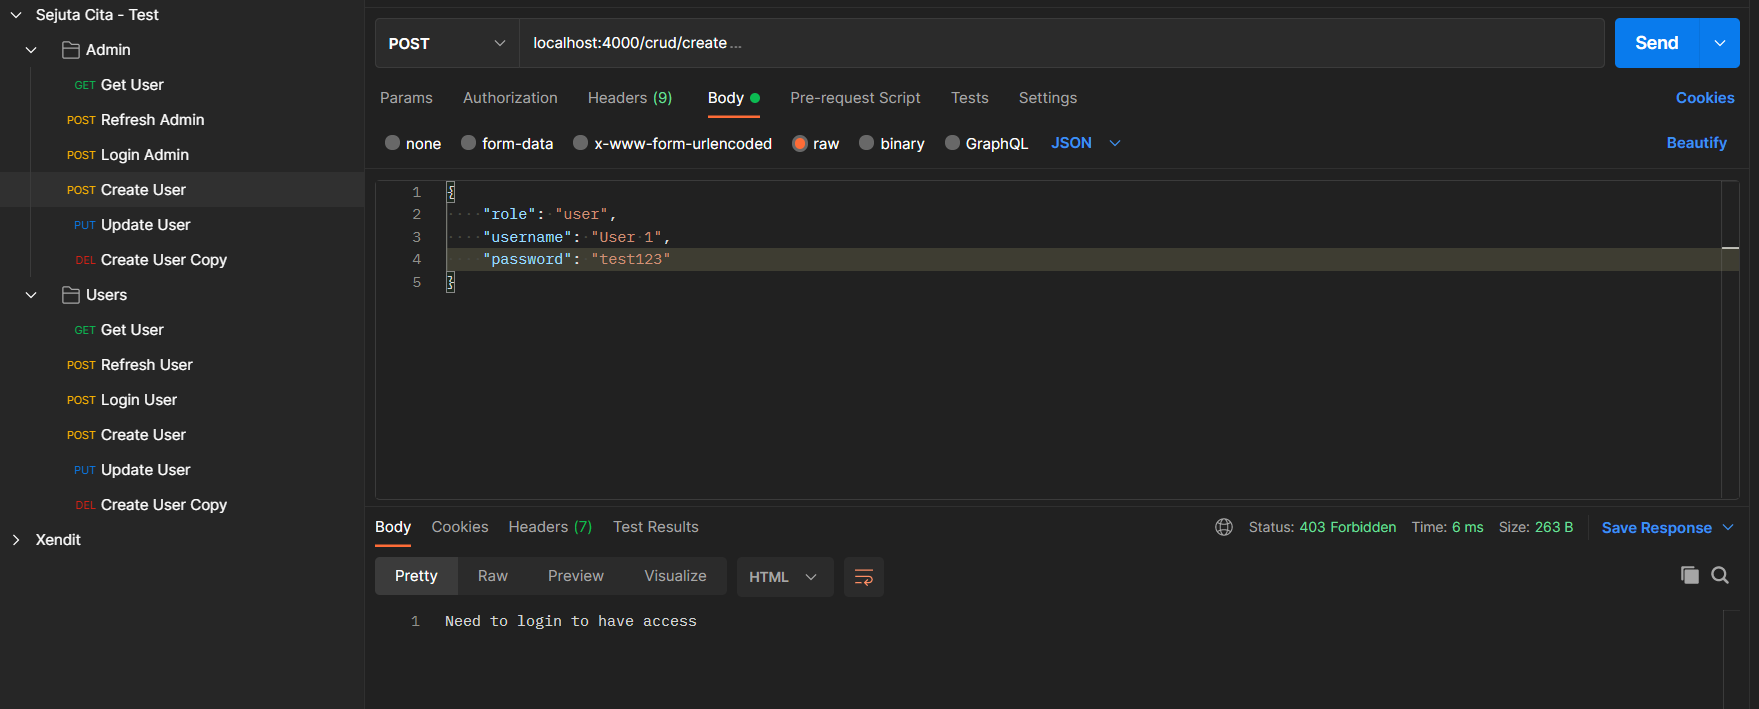 Sejuta Cita - Test
Admin
GET Get User
POST Refresh Admin
POST Login Admin
POST Create User
PUT Update User
DEL Create User Copy
Users
GET Get User
POST Refresh User
POST Login User
POST Create User
PUT Update User
DEL Create User Copy
Xendit
POST localhost:4000/crud/create ... Send
Params Authorization Headers (9) Body Pre-request Script Tests Settings Cookies
none form-data x-www-form-urlencoded raw binary GraphQL JSON Beautify
1 {
2 "role": "user",
3 "username": "User 1",
4 "password": "test123"
5 }
Body Cookies Headers (7) Test Results Status: 403 Forbidden Time: 6 ms Size: 263 B Save Response
Pretty Raw Preview Visualize HTML
1 Need to login to have access